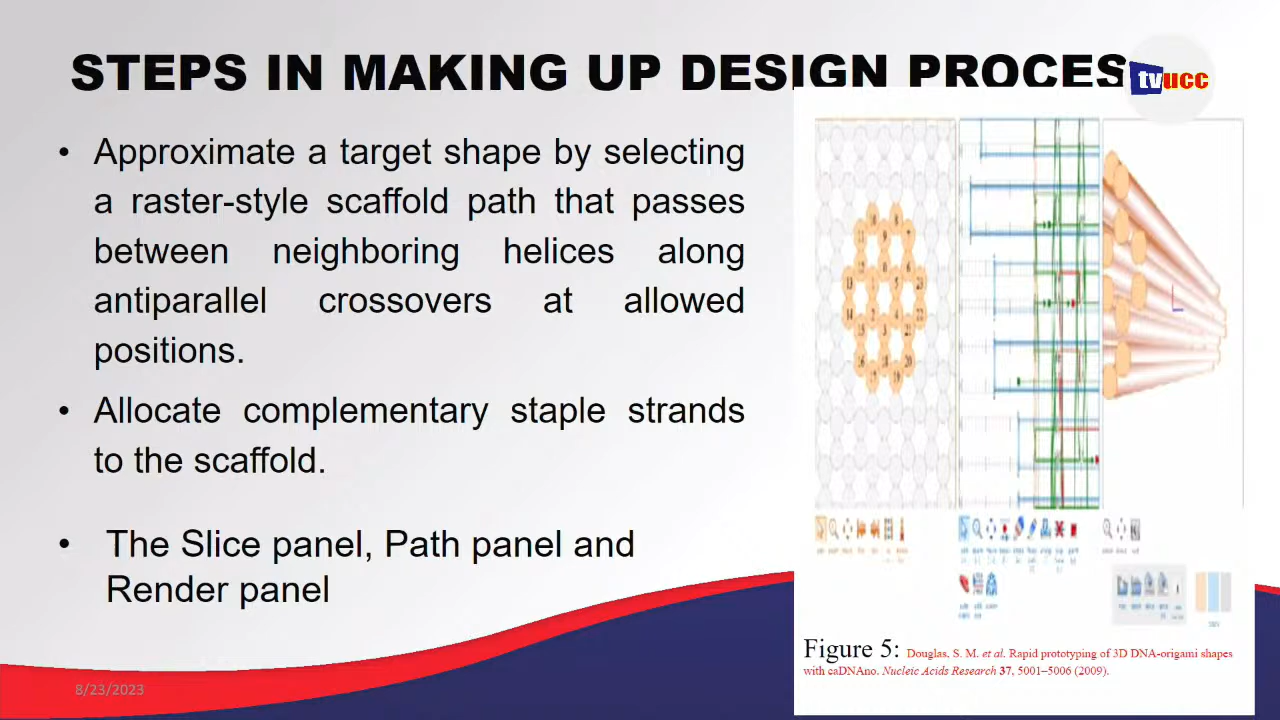 STEPS IN MAKING UP DESIGN PROCES
tvucc
• Approximate a target shape by selecting
a raster-style scaffold path that passes
between neighboring helices along
antiparallel crossovers at allowed
positions.
• Allocate complementary staple strands
to the scaffold.
• The Slice panel, Path panel and
Render panel
Figure 5: Douglas, S. M. et al. Rapid prototyping of 3D DNA-origami shapes
with caDNAno. Nucleic Acids Research 37, 5001–5006 (2009).
8/23/2023